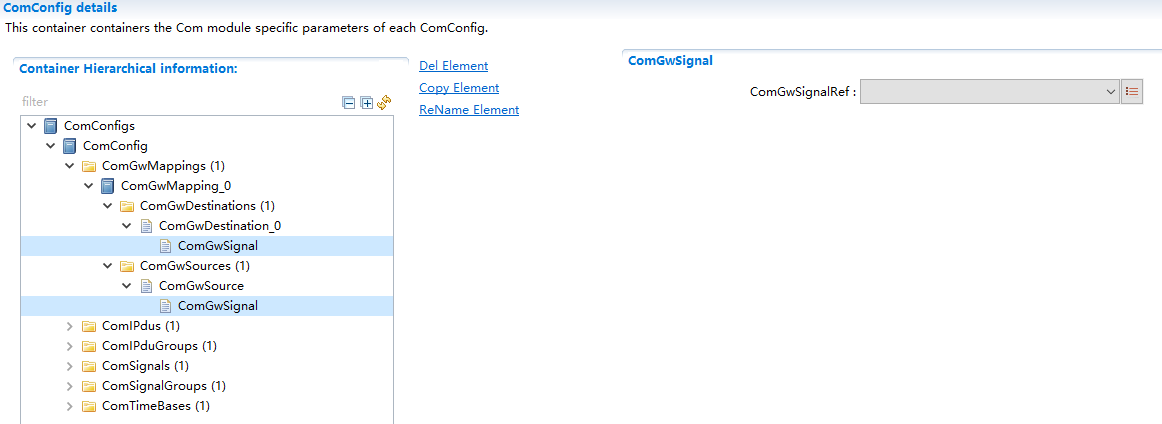 ComConfig details
This container containers the Com module specific parameters of each ComConfig.
Container Hierarchical information:
filter
ComConfigs
ComConfig
ComGwMappings (1)
ComGwMapping_0
ComGwDestinations (1)
ComGwDestination_0
ComGwSignal
ComGwSources (1)
ComGwSource
ComGwSignal
ComIPdus (1)
ComIPduGroups (1)
ComSignals (1)
ComSignalGroups (1)
ComTimeBases (1)
Del Element
Copy Element
ReName Element
ComGwSignal
ComGwSignalRef :